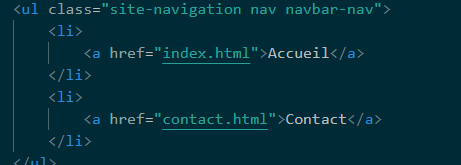 <ul class="site-navigation nav navbar-nav">
<li>
<a href="index.html">Accueil</a>
</li>
<li>
<a href="contact.html">Contact</a>
</li>
</ul>